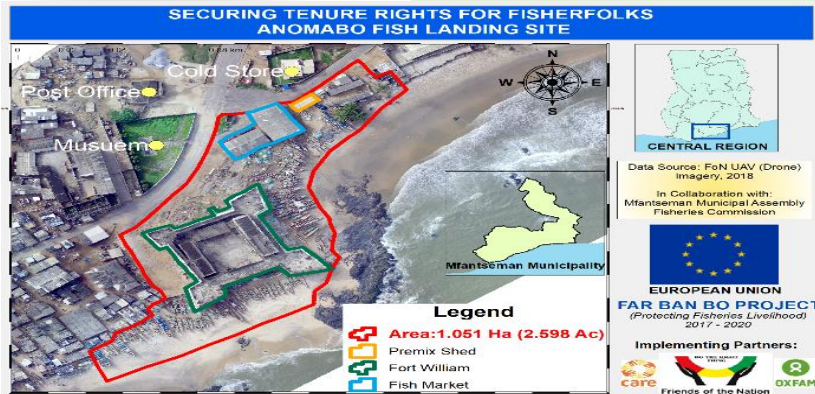 SECURING TENURE RIGHTS FOR FISHERFOLKS
ANOMABO FISH LANDING SITE
Cold Store
Post Office
Musuem
N
W
E
S
CENTRAL REGION
Data Source: FoN UAV (Drone)
Imagery, 2018
In Collaboration with:
Mfantseman Municipal Assembly
Fisheries Commission
Mfantseman Municipality
EUROPEAN UNION
FAR BAN BO PROJECT
(Protecting Fisheries Livelihood)
2017 - 2020
Legend
Area:1.051 Ha (2.598 Ac)
Premix Shed
Fort William
Fish Market
Implementing Partners:
care
Friends of the Nation
OXFAM